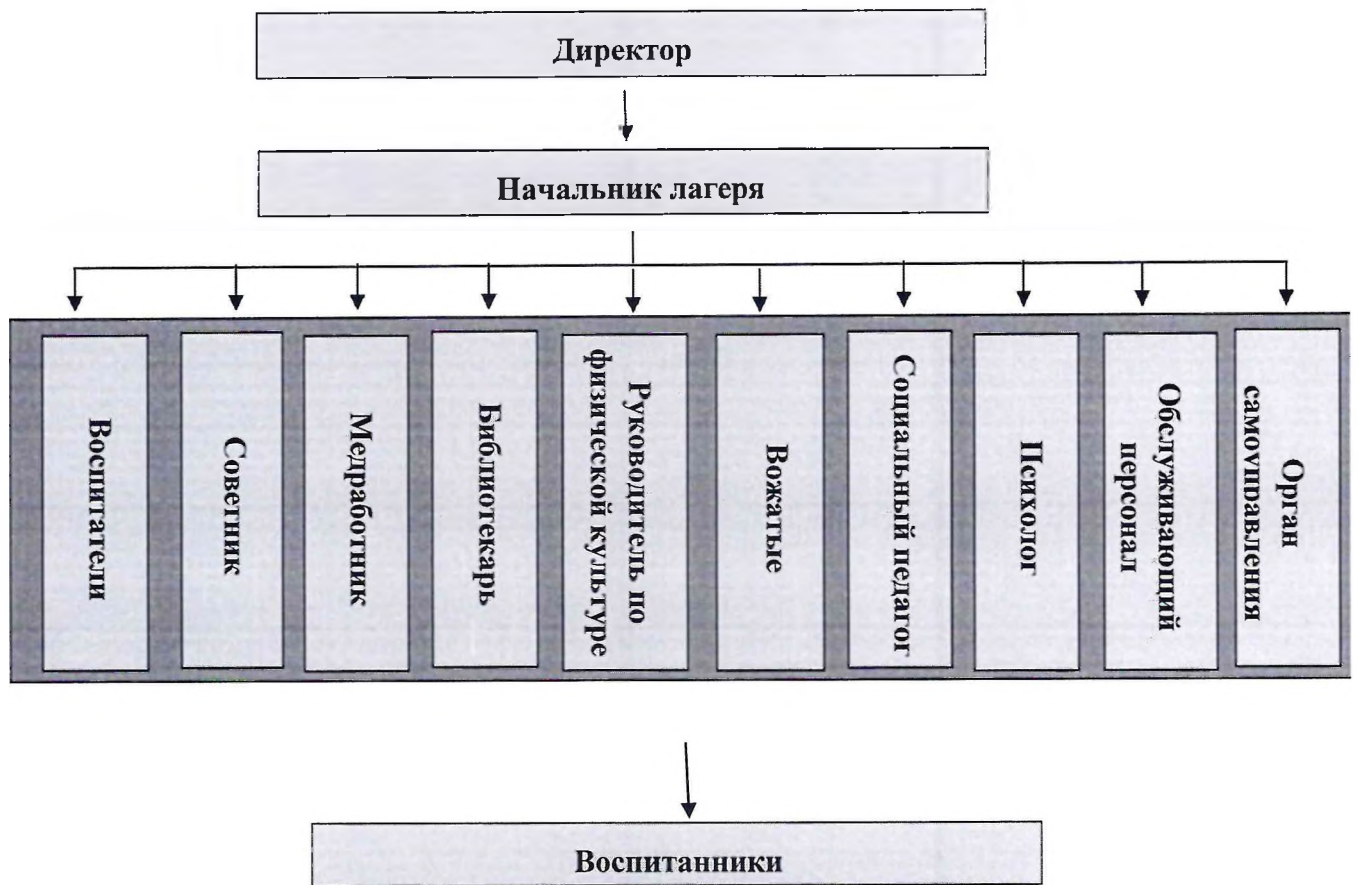 Директор
Начальник лагеря
Воспитатели
Советник
Медработник
Библиотекарь
Руководитель по
физической культуре
Вожатые
Социальный педагог
Психолог
Обслуживающий
персонал
Орган
самоуправления
Воспитанники